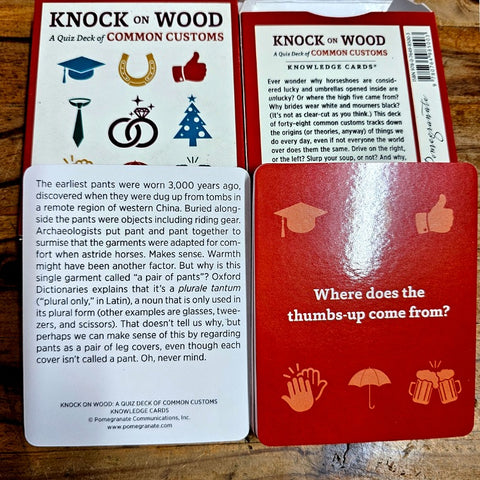 KNOCK ON WOOD
A Quiz Deck of COMMON CUSTOMS
KNOCK ON WOOD
A Quiz Deck of COMMON CUSTOMS
KNOWLEDGE CARDS®
Ever wonder why horseshoes are consid-
ered lucky and umbrellas opened inside are
unlucky? Or where the high five came from?
Why brides wear white and mourners black?
(It's not as clear-cut as you think.) This deck
of forty-eight common customs tracks down
the origins (or theories, anyway) of things we
do every day, even if not everyone the world
over does them the same. Drive on the right,
or the left? Slurp your soup, or not? And why,
Pomegranate
The earliest pants were worn 3,000 years ago,
discovered when they were dug up from tombs in
a remote region of western China. Buried along-
side the pants were objects including riding gear.
Archaeologists put pant and pant together to
surmise that the garments were adapted for com-
fort when astride horses. Makes sense. Warmth
might have been another factor. But why is this
single garment called "a pair of pants"? Oxford
Dictionaries explains that it's a plurale tantum
("plural only," in Latin), a noun that is only used in
its plural form (other examples are glasses, twee-
zers, and scissors). That doesn't tell us why, but
perhaps we can make sense of this by regarding
pants as a pair of leg covers, even though each
cover isn't called a pant. Oh, never mind.
KNOCK ON WOOD: A QUIZ DECK OF COMMON CUSTOMS
KNOWLEDGE CARDS
© Pomegranate Communications, Inc.
www.pomegranate.com
Where does the
thumbs-up come from?